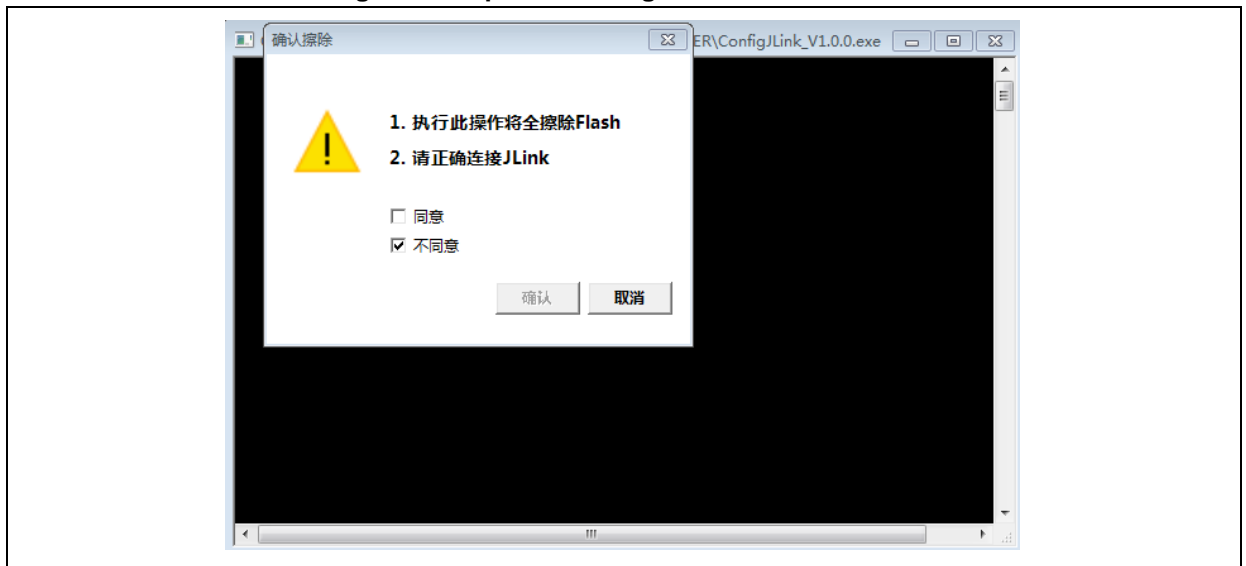 确认擦除
ER\ConfigJLink_V1.0.0.exe
1. 执行此操作将全擦除Flash
2. 请正确连接JLink
同意
不同意
确认
取消